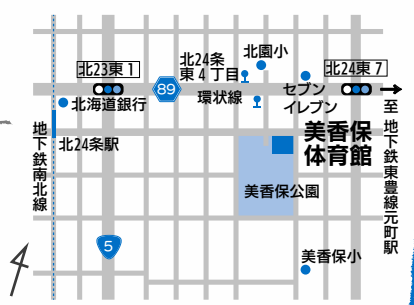 北24条
東4丁目
北園小
北23東1
89
北24東7
セブン
イレブン
環状線
北海道銀行
至 地下鉄東豊線元町駅
地下鉄南北線
北24条駅
美香保
体育館
美香保公園
5
美香保小